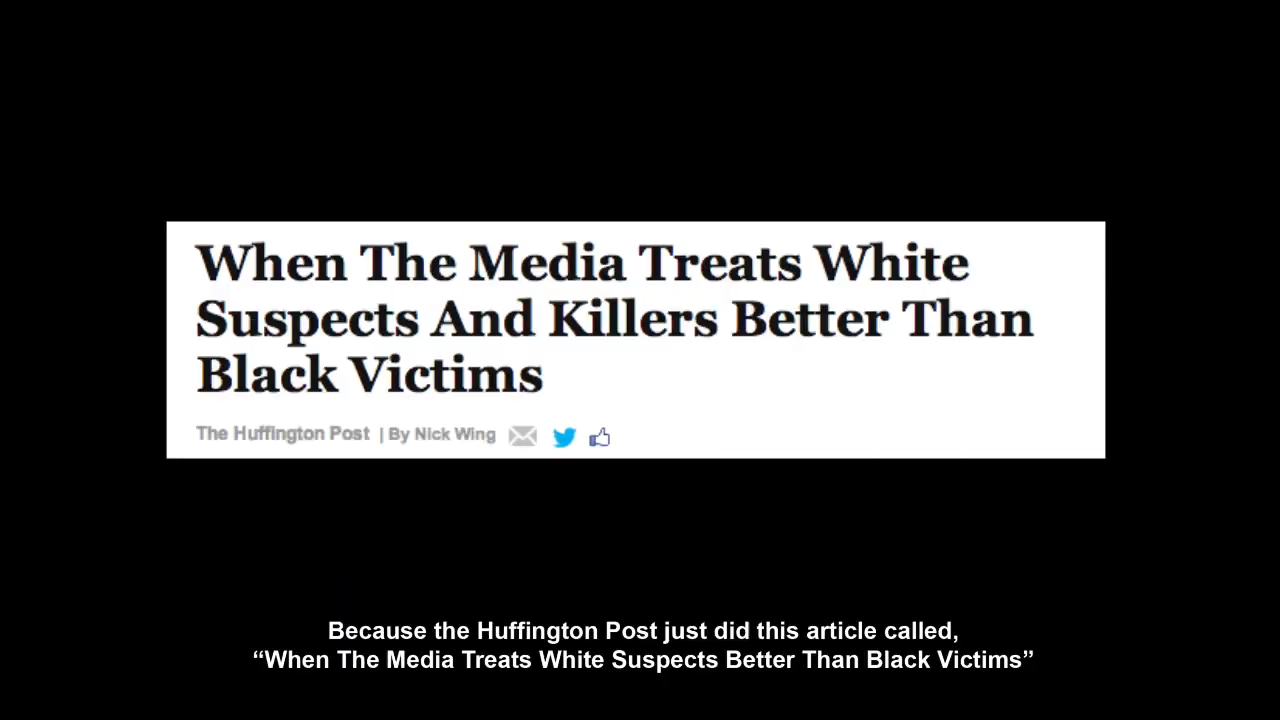 When The Media Treats White
Suspects And Killers Better Than
Black Victims
The Huffington Post | By Nick Wing
Because the Huffington Post just did this article called,
“When The Media Treats White Suspects Better Than Black Victims”